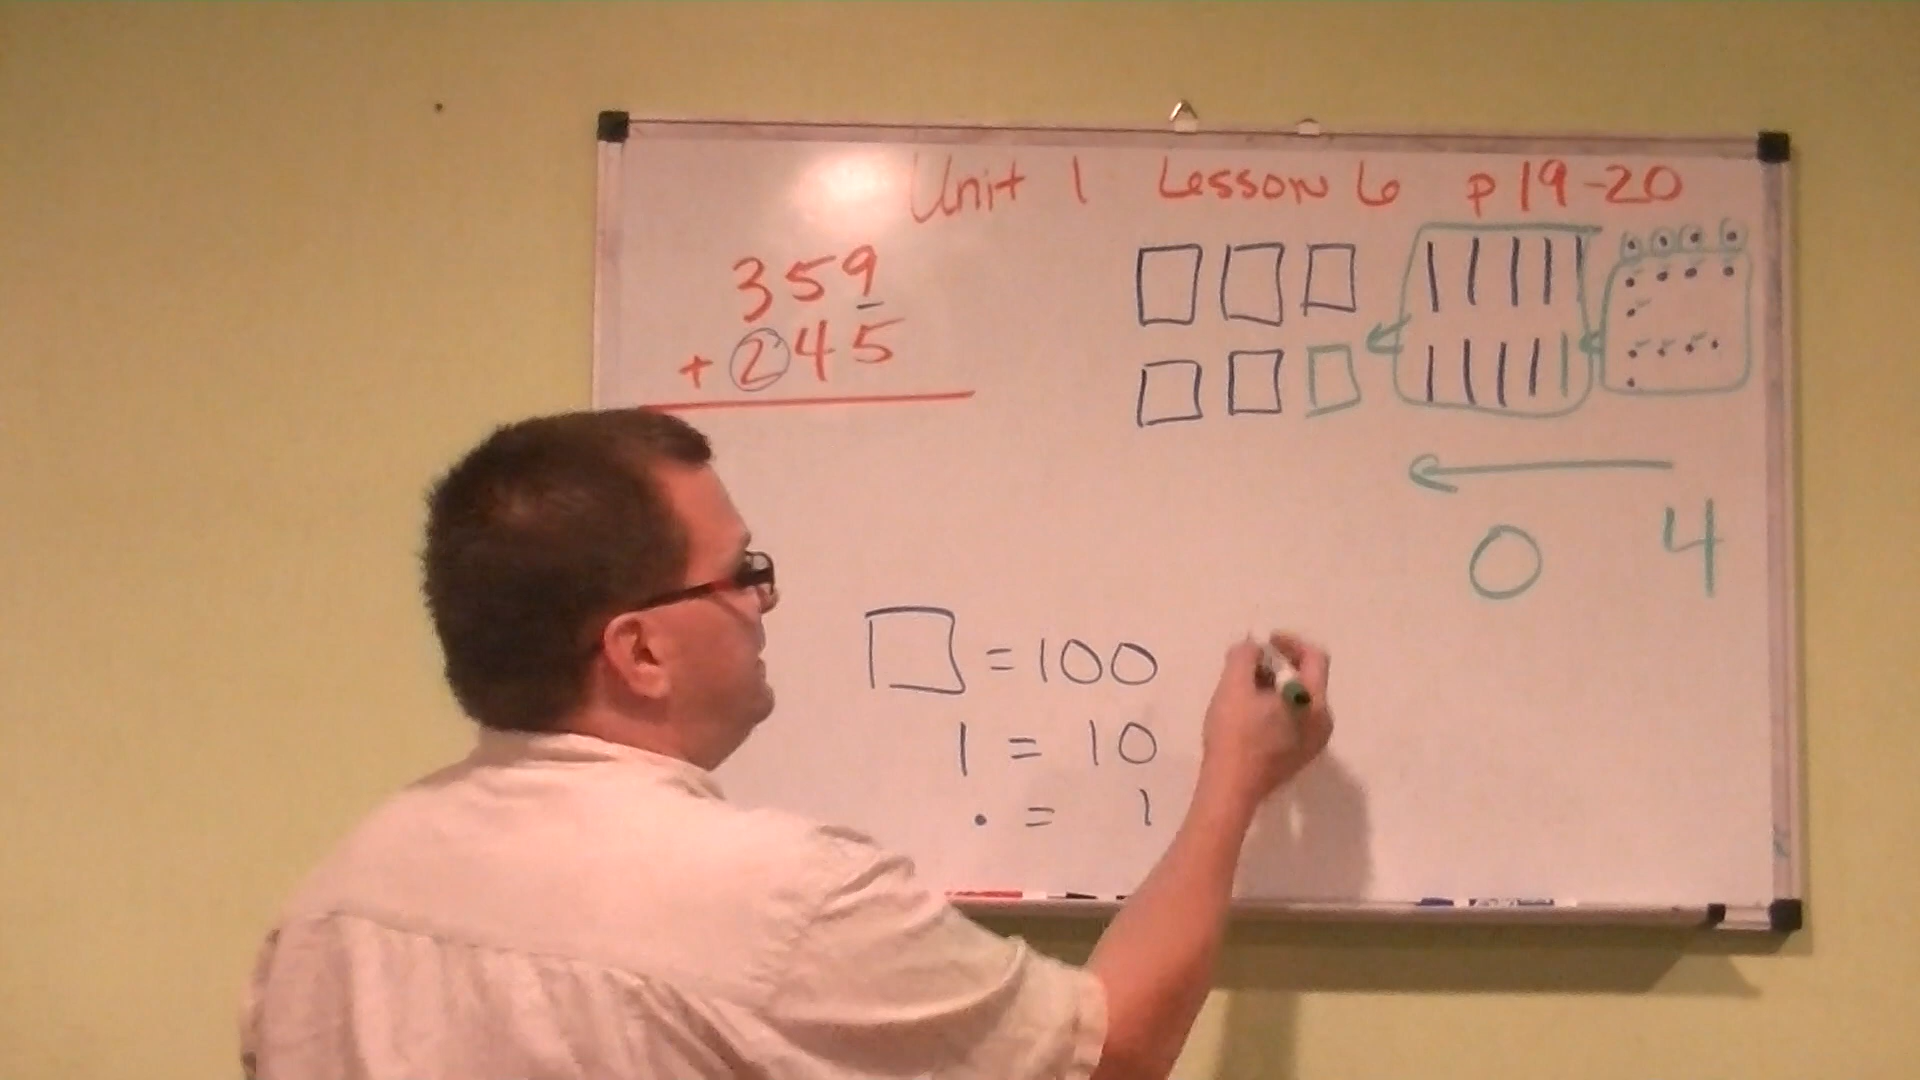 Unit 1 Lesson 6 p 19-20
359
+ 245
0 4
= 100
1 = 10
. = 1